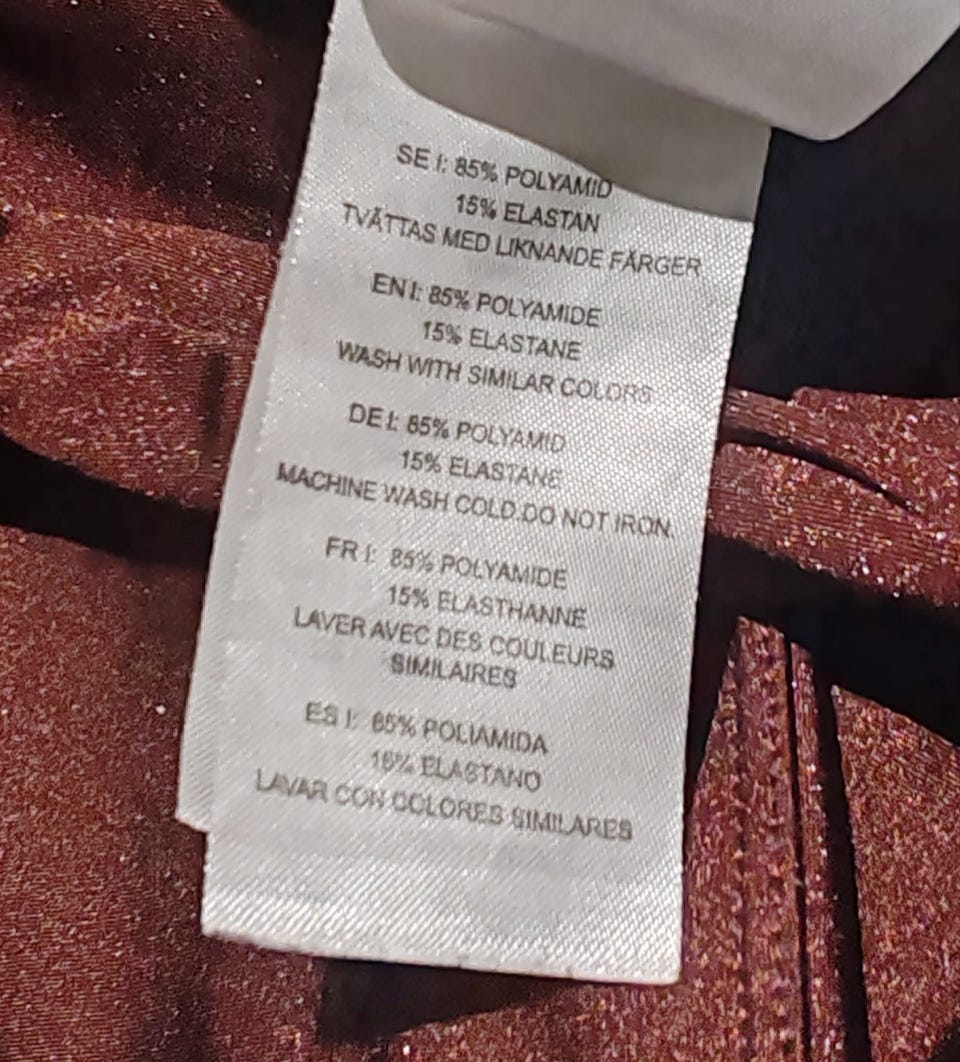 SE I: 85% POLYAMID
15% ELASTAN
TVÄTTAS MED LIKNANDE FÄRGER
EN I: 85% POLYAMIDE
15% ELASTANE
WASH WITH SIMILAR COLORS
DE I: 85% POLYAMID
15% ELASTANE
MACHINE WASH COLD.DO NOT IRON.
FR I: 85% POLYAMIDE
15% ELASTHANNE
LAVER AVEC DES COULEURS
SIMILAIRES
ES I: 85% POLIAMIDA
15% ELASTANO
LAVAR CON COLORES SIMILARES